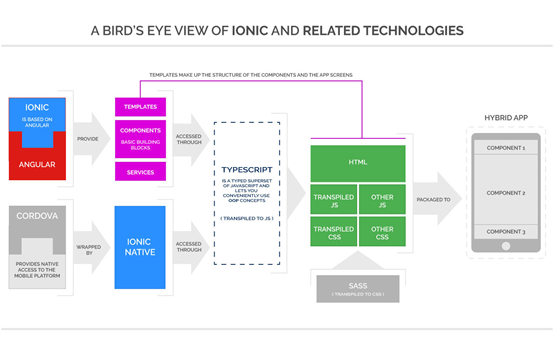 A BIRD'S EYE VIEW OF IONIC AND RELATED TECHNOLOGIES
TEMPLATES MAKE UP THE STRUCTURE OF THE COMPONENTS AND THE APP SCREENS
IONIC
IS BASED ON
ANGULAR
ANGULAR
PROVIDE
TEMPLATES
COMPONENTS
BASIC BUILDING
BLOCKS
SERVICES
ACCESSED
THROUGH
TYPESCRIPT
IS A TYPED SUPERSET
OF JAVASCRIPT AND
LETS YOU
CONVENIENTLY USE
OOP CONCEPTS
( TRANSPILED TO JS )
HTML
TRANSPILED
JS
OTHER
JS
TRANSPILED
CSS
OTHER
CSS
PACKAGED TO
HYBRID APP
COMPONENT 1
COMPONENT 2
COMPONENT 3
CORDOVA
PROVIDES NATIVE
ACCESS TO THE
MOBILE PLATFORM
WRAPPED
BY
IONIC
NATIVE
ACCESSED
THROUGH
SASS
( TRANSPILED TO CSS )